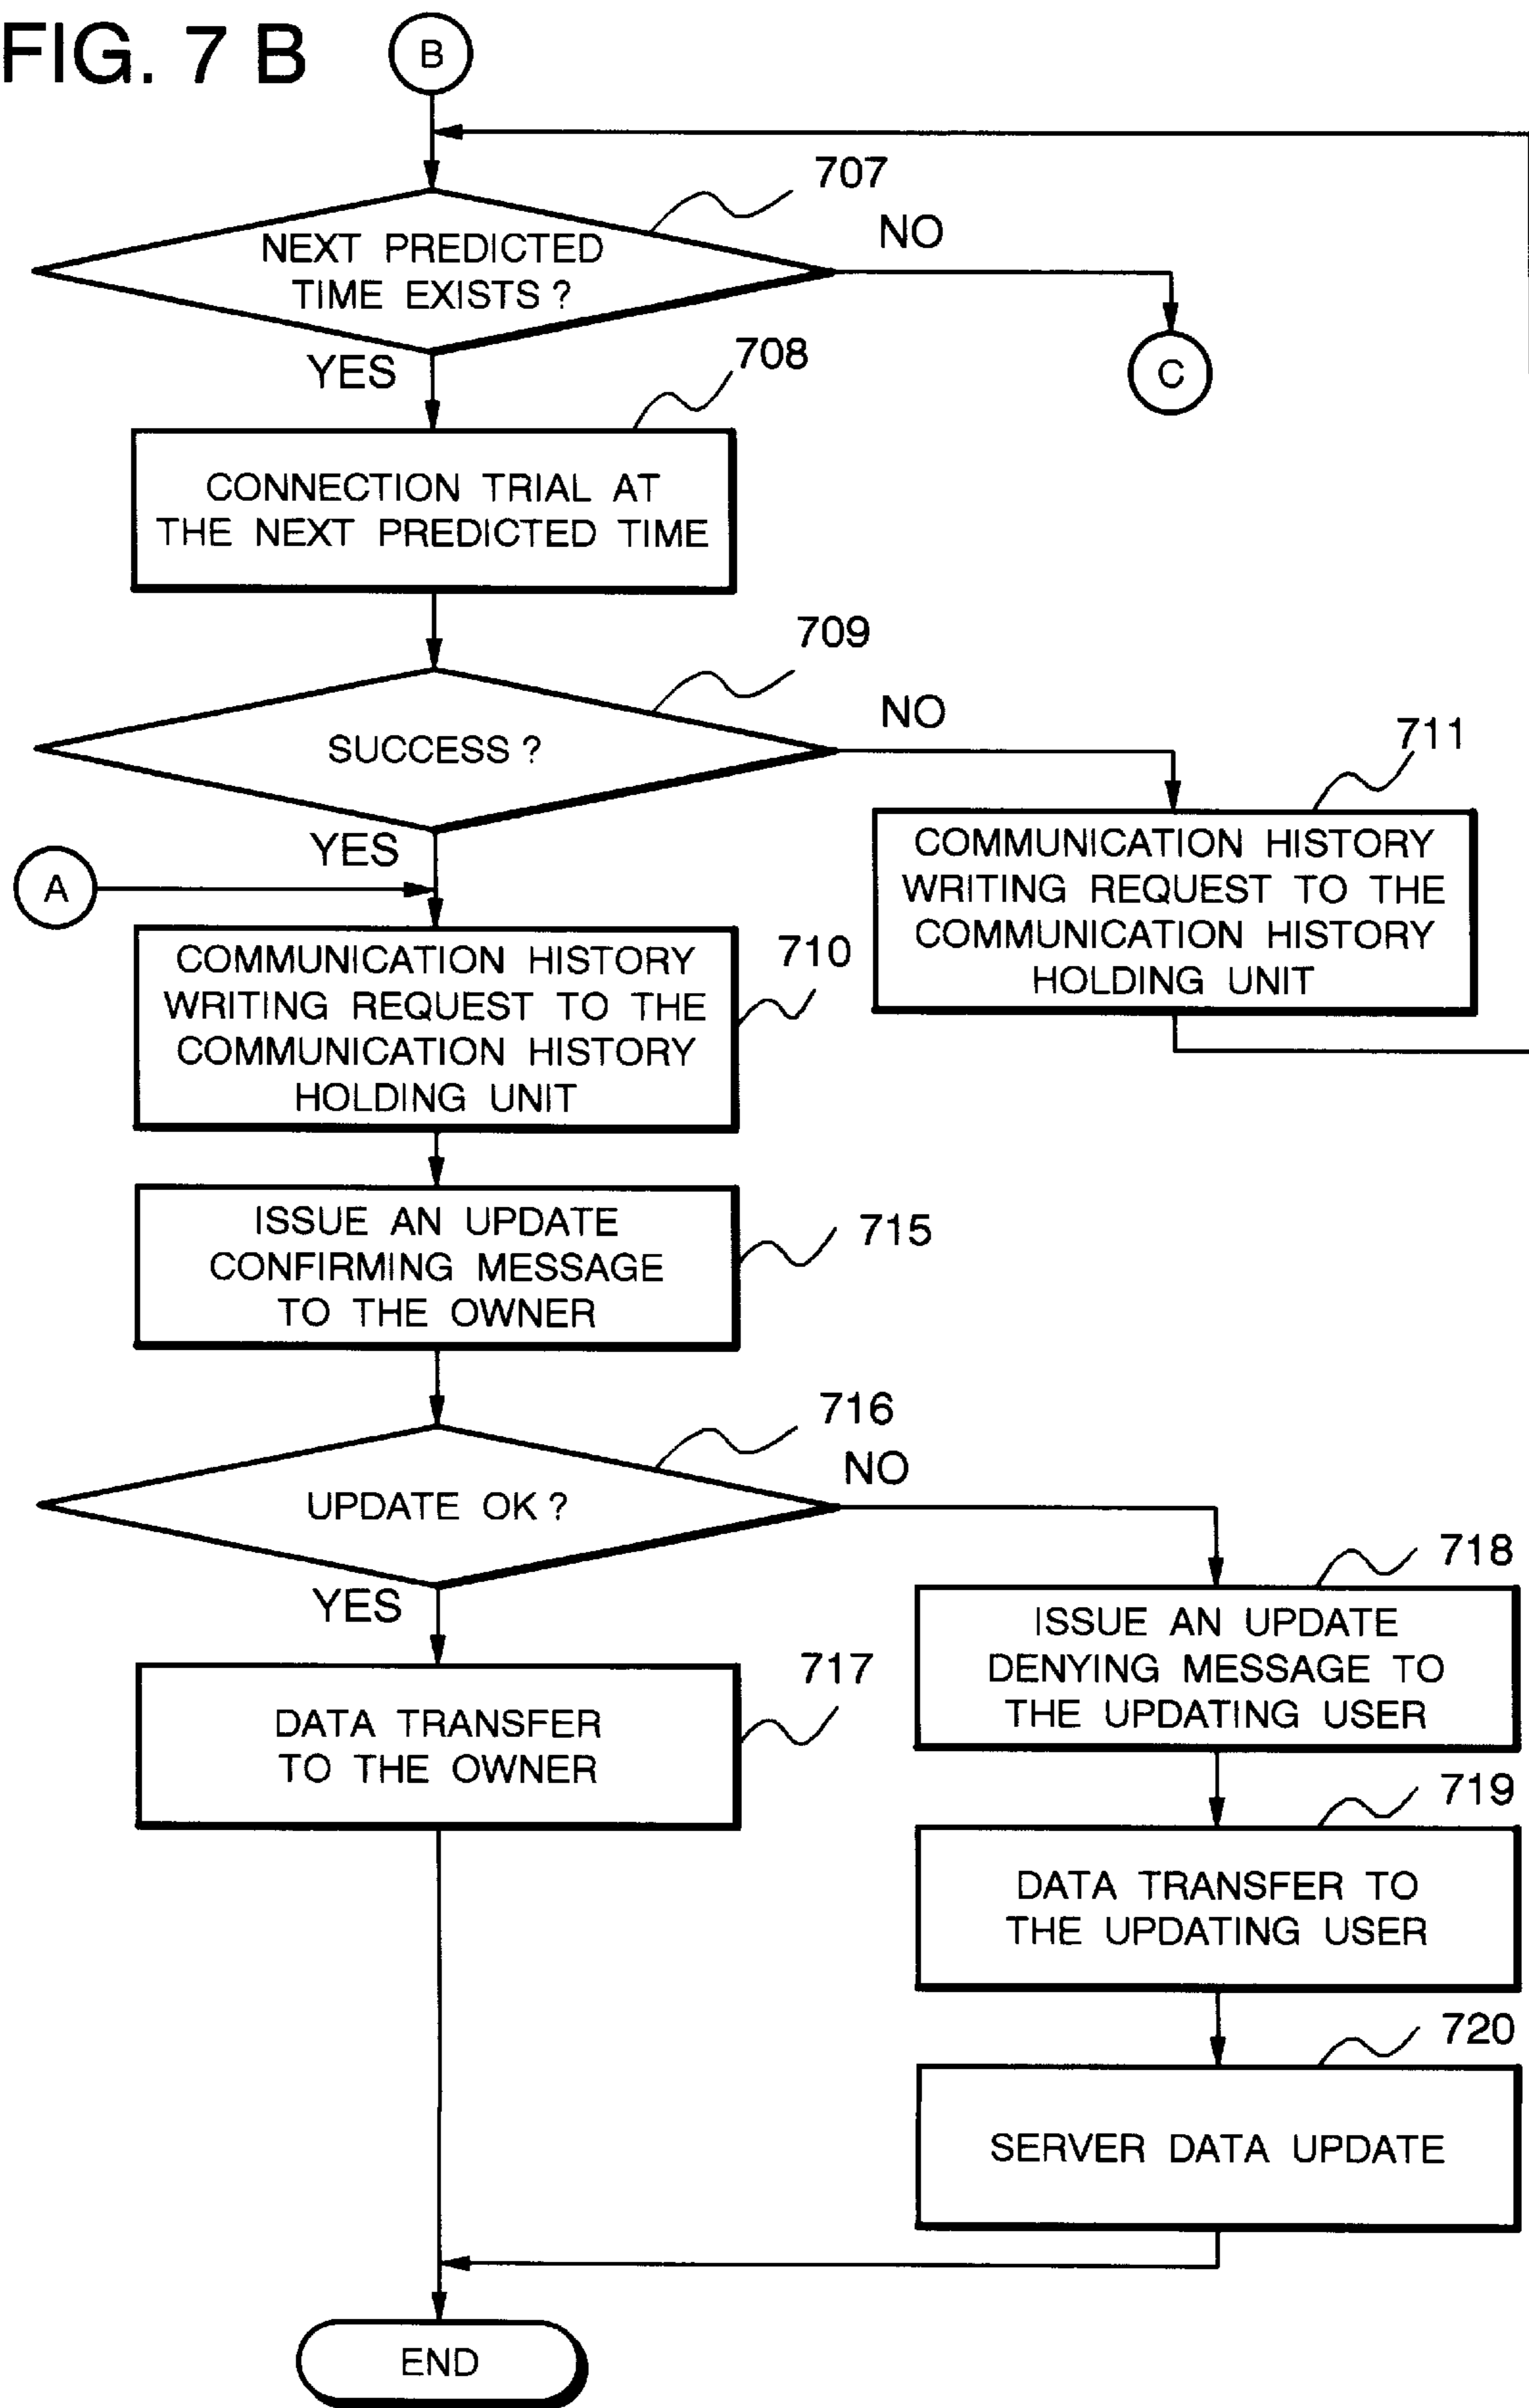 FIG. 7 B
B
707
NEXT PREDICTED
TIME EXISTS ?
NO
YES
C
708
CONNECTION TRIAL AT
THE NEXT PREDICTED TIME
709
SUCCESS ?
NO
YES
711
COMMUNICATION HISTORY
WRITING REQUEST TO THE
COMMUNICATION HISTORY
HOLDING UNIT
A
710
COMMUNICATION HISTORY
WRITING REQUEST TO THE
COMMUNICATION HISTORY
HOLDING UNIT
715
ISSUE AN UPDATE
CONFIRMING MESSAGE
TO THE OWNER
716
UPDATE OK ?
NO
YES
717
DATA TRANSFER
TO THE OWNER
718
ISSUE AN UPDATE
DENYING MESSAGE TO
THE UPDATING USER
719
DATA TRANSFER TO
THE UPDATING USER
720
SERVER DATA UPDATE
END